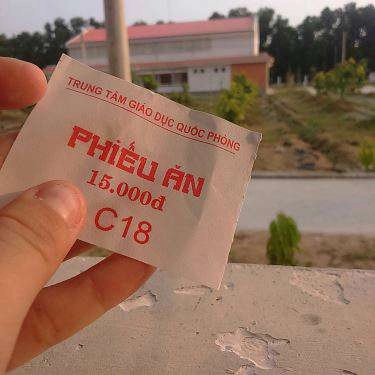 TRUNG TÂM GIÁO DỤC QUỐC PHÒNG
PHIẾU ĂN
15.000đ
C18